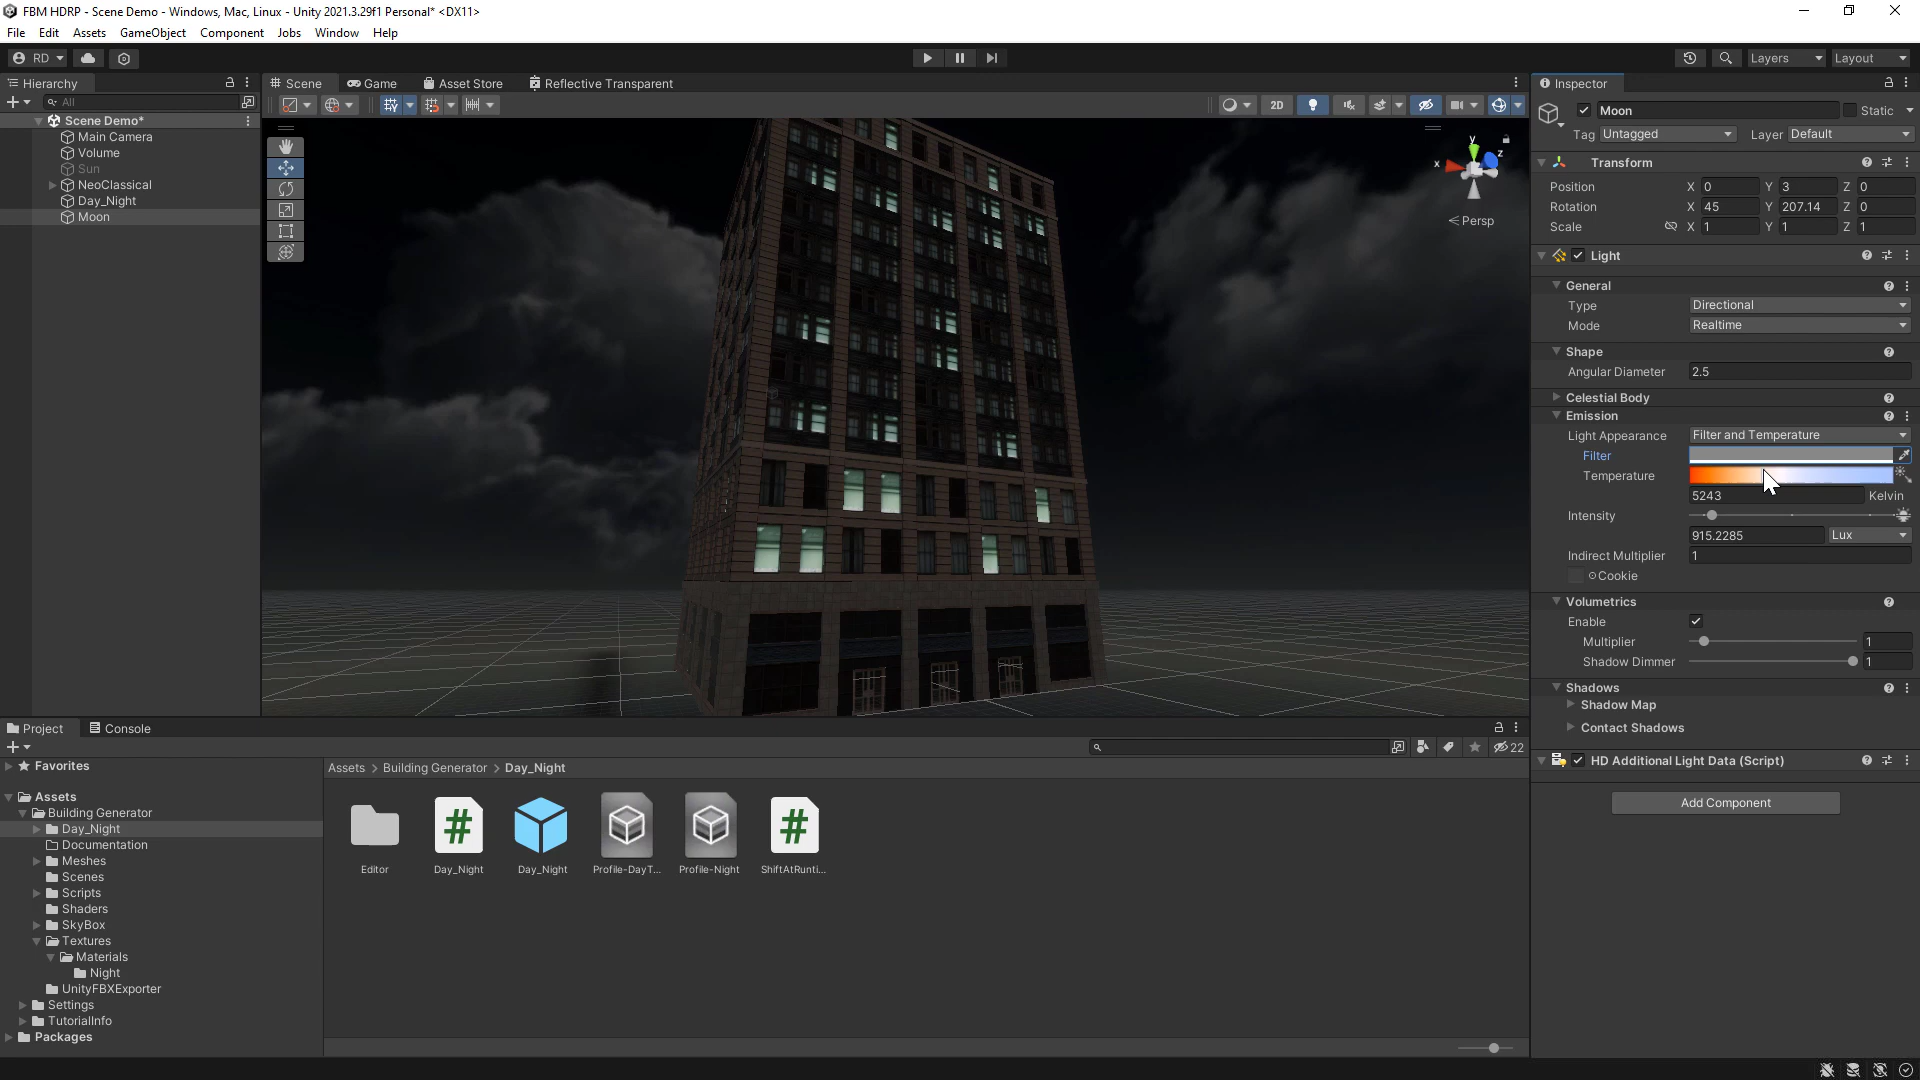 FBM HDRP - Scene Demo - Windows, Mac, Linux - Unity 2021.3.29f1 Personal* <DX11>
File Edit Assets GameObject Component Jobs Window Help
RD Layers Layout
Hierarchy
All
Scene Demo*
Main Camera
Volume
Sun
NeoClassical
Day_Night
Moon
Scene Game Asset Store Reflective Transparent
2D
y
x
z
Persp
Inspector
Moon Static
Tag Untagged Layer Default
Transform
Position X 0 Y 3 Z 0
Rotation X 45 Y 207.14 Z 0
Scale X 1 Y 1 Z 1
Light
General
Type Directional
Mode Realtime
Shape
Angular Diameter 2.5
Celestial Body
Emission
Light Appearance Filter and Temperature
Filter
Temperature
5243 Kelvin
Intensity
915.2285 Lux
Indirect Multiplier 1
Cookie
Volumetrics
Enable
Multiplier 1
Shadow Dimmer 1
Shadows
Shadow Map
Contact Shadows
HD Additional Light Data (Script)
Add Component
Project Console
22
Favorites
Assets
Building Generator
Day_Night
Documentation
Meshes
Scenes
Scripts
Shaders
SkyBox
Textures
Materials
Night
UnityFBXExporter
Settings
TutorialInfo
Packages
Assets > Building Generator > Day_Night
Editor Day_Night Day_Night Profile-DayT... Profile-Night ShiftAtRunti...